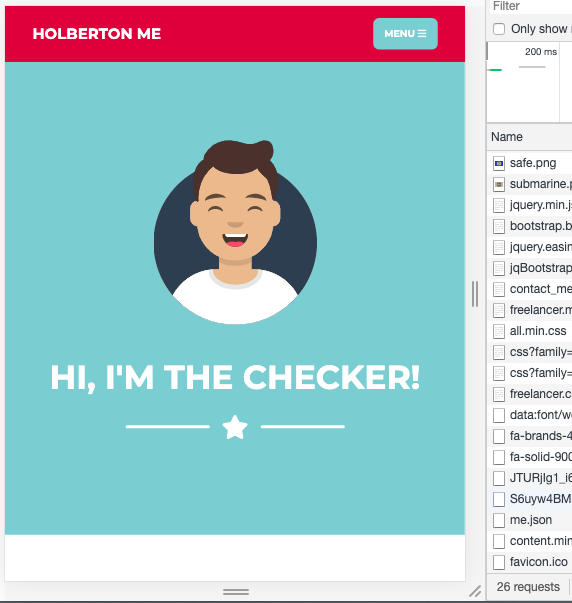 HOLBERTON ME
MENU
HI, I'M THE CHECKER!
Filter
Only show
200 ms
Name
safe.png
submarine.p
jquery.min.j
bootstrap.b
jquery.easin
jqBootstrap
contact_me
freelancer.m
all.min.css
css?family=
css?family=
freelancer.c
data:font/w
fa-brands-4
fa-solid-900
JTURjIg1_i6
S6uyw4BM
me.json
content.min
favicon.ico
26 requests